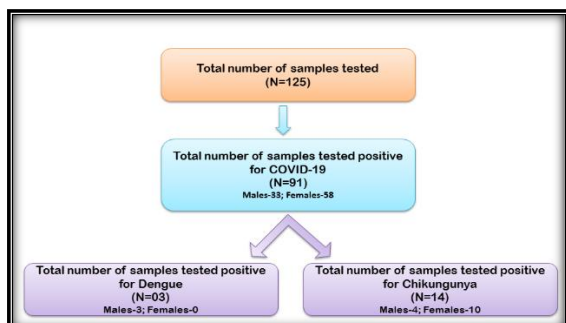 Total number of samples tested
(N=125)
Total number of samples tested positive
for COVID-19
(N=91)
Males-33; Females-58
Total number of samples tested positive
for Dengue
(N=03)
Males-3; Females-0
Total number of samples tested positive
for Chikungunya
(N=14)
Males-4; Females-10